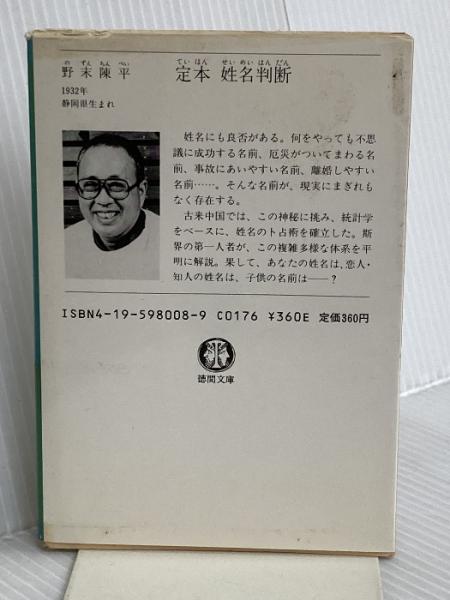 の ずえ ちん ぺい
野末陳平
てい ほん せい めい はん だん
定本 姓名判断
1932年
静岡県生まれ
姓名にも良否がある。何をやっても不思
議に成功する名前、厄災がついてまわる名
前、事故にあいやすい名前、離婚しやすい
名前……。そんな名前が、現実にまぎれも
なく存在する。
古来中国では、この神秘に挑み、統計学
をベースに、姓名の卜占術を確立した。斯
界の第一人者が、この複雑多様な体系を平
明に解説。果して、あなたの姓名は、恋人・
知人の姓名は、子供の名前は——？
ISBN4-19-598008-9 C0176 ¥360E 定価360円
徳間文庫